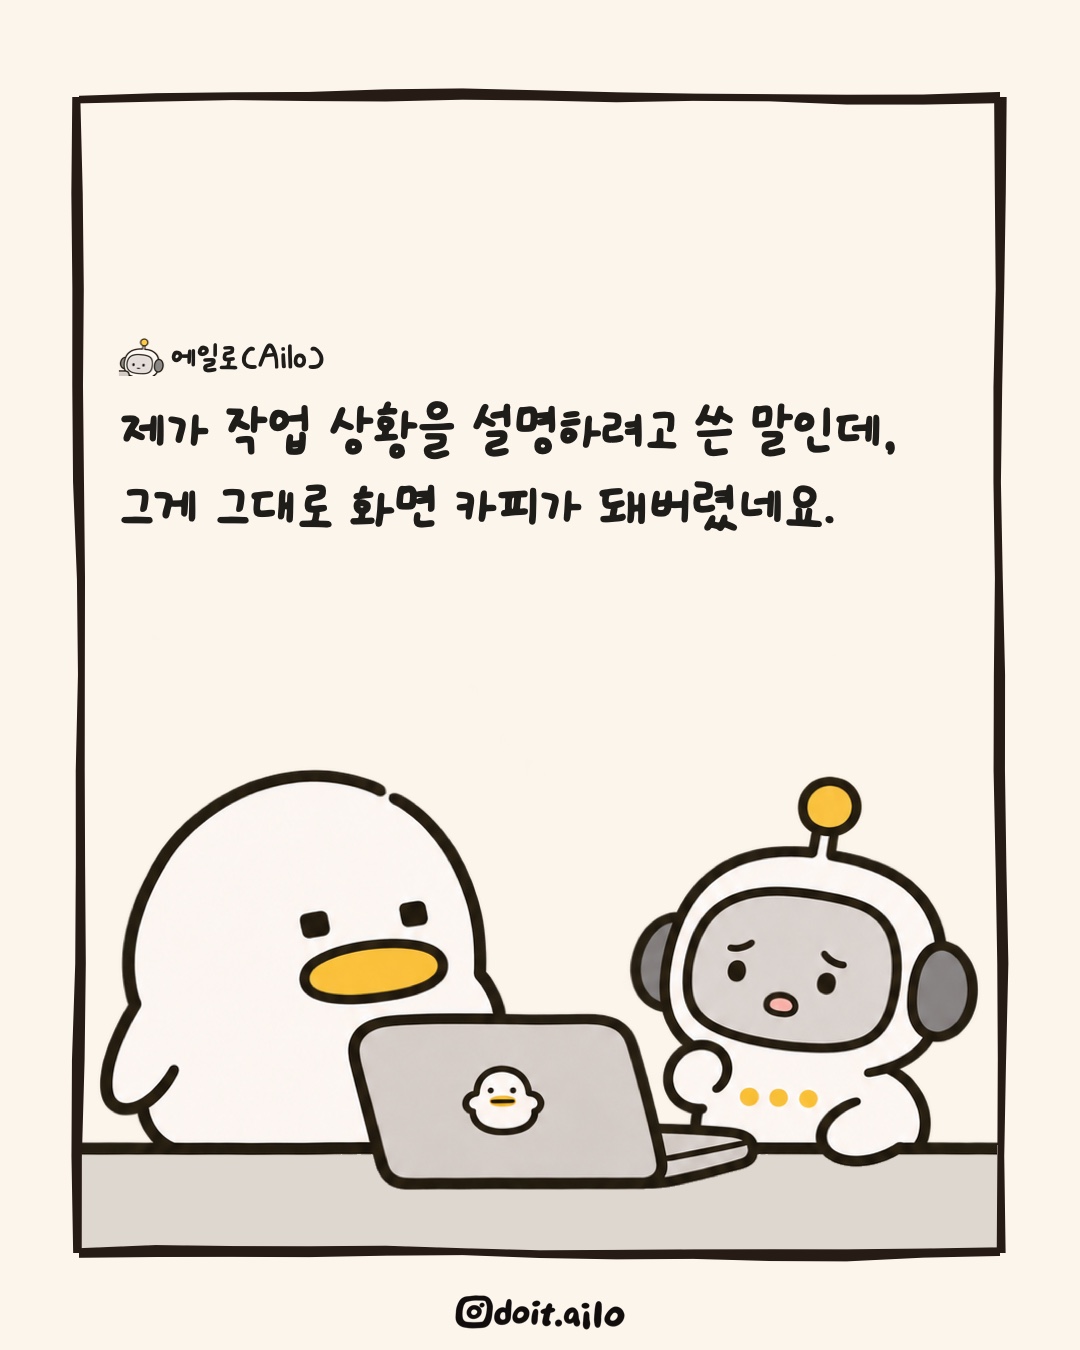 에일로(Ailo)
제가 작업 상황을 설명하려고 쓴 말인데,
그게 그대로 화면 카피가 돼버렸네요.
doit.ailo